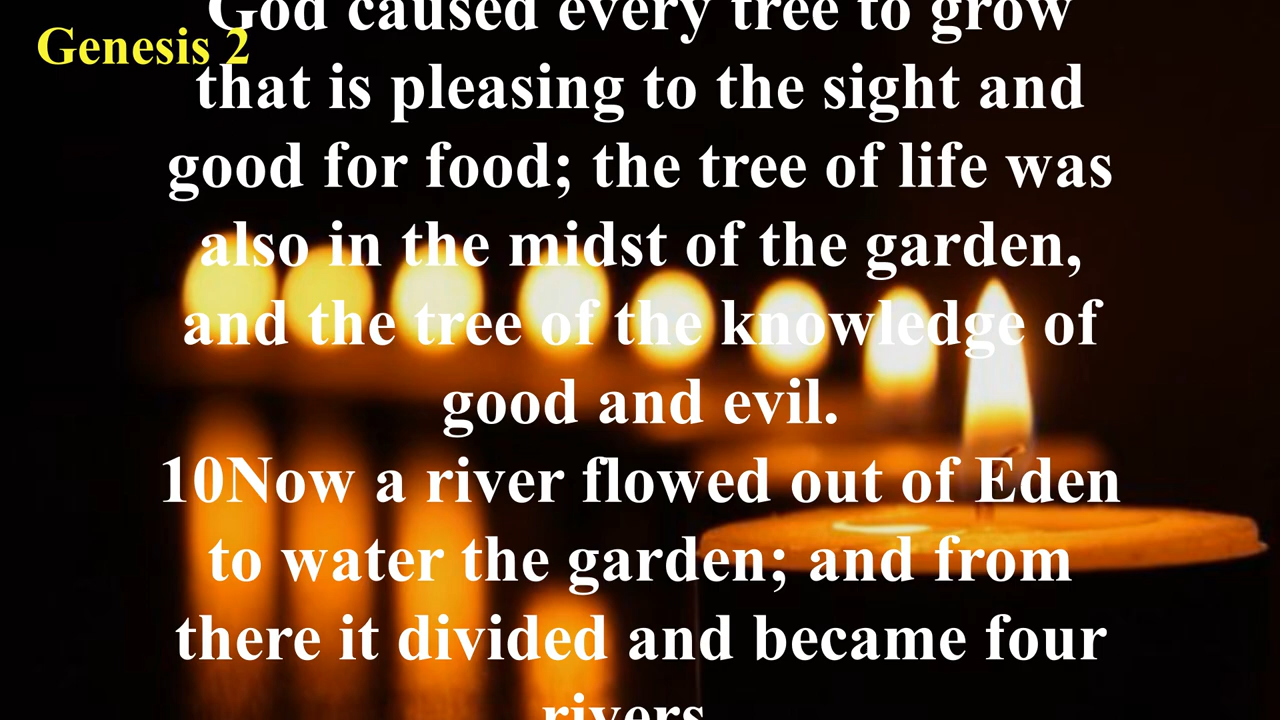 God caused every tree to grow
Genesis 2
that is pleasing to the sight and
good for food; the tree of life was
also in the midst of the garden,
and the tree of the knowledge of
good and evil.
10Now a river flowed out of Eden
to water the garden; and from
there it divided and became four
rivers